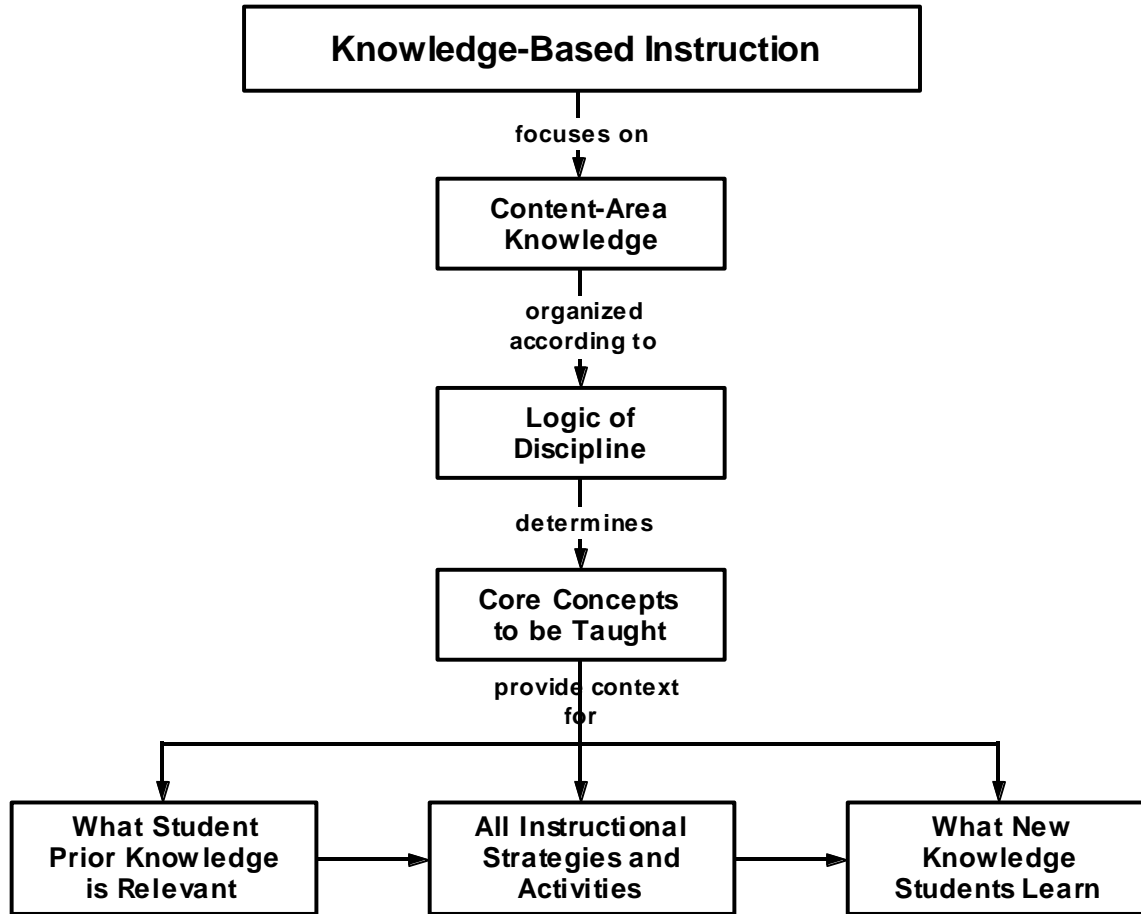 Knowledge-Based Instruction
focuses on
Content-Area
Knowledge
organized
according to
Logic of
Discipline
determines
Core Concepts
to be Taught
provide context
for
What Student
Prior Knowledge
is Relevant
All Instructional
Strategies and
Activities
What New
Knowledge
Students Learn